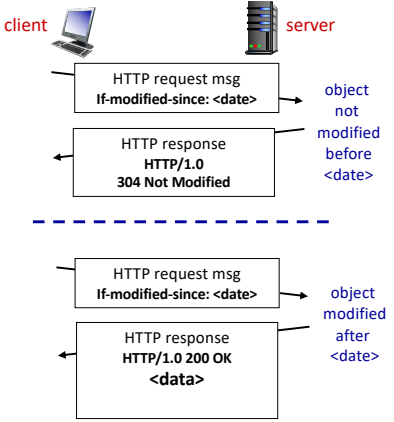 client
server
HTTP request msg
If-modified-since: <date>
object
not
modified
before
<date>
HTTP response
HTTP/1.0
304 Not Modified
HTTP request msg
If-modified-since: <date>
object
modified
after
<date>
HTTP response
HTTP/1.0 200 OK
<data>